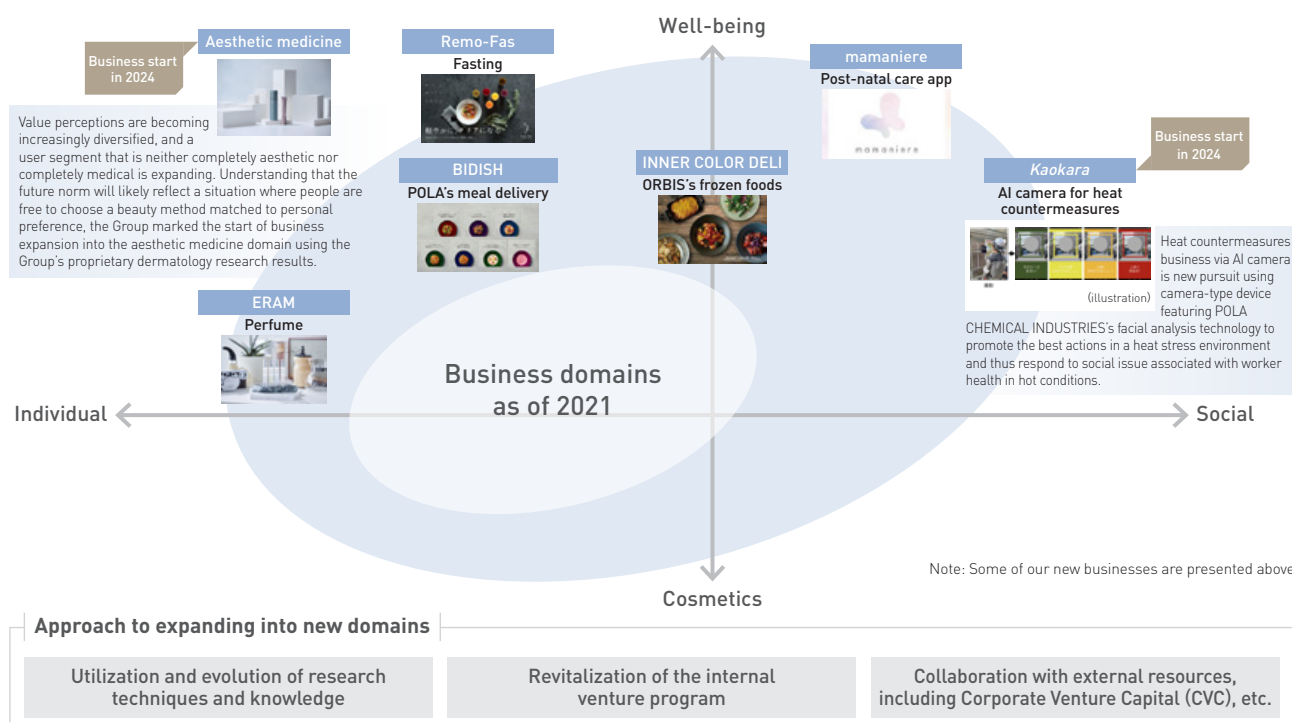 Well-being
Aesthetic medicine
Business start
in 2024
Value perceptions are becoming
increasingly diversified, and a
user segment that is neither completely aesthetic nor
completely medical is expanding. Understanding that the
future norm will likely reflect a situation where people are
free to choose a beauty method matched to personal
preference, the Group marked the start of business
expansion into the aesthetic medicine domain using the
Group's proprietary dermatology research results.
Remo-Fas
Fasting
BIDISH
POLA's meal delivery
INNER COLOR DELI
ORBIS's frozen foods
mamaniere
Post-natal care app
mamaniere
Business start
in 2024
Kaokara
AI camera for heat
countermeasures
(illustration)
Heat countermeasures
business via AI camera
is new pursuit using
camera-type device
featuring POLA
CHEMICAL INDUSTRIES's facial analysis technology to
promote the best actions in a heat stress environment
and thus respond to social issue associated with worker
health in hot conditions.
ERAM
Perfume
Business domains
as of 2021
Individual
Social
Cosmetics
Note: Some of our new businesses are presented above
Approach to expanding into new domains
Utilization and evolution of research
techniques and knowledge
Revitalization of the internal
venture program
Collaboration with external resources,
including Corporate Venture Capital (CVC), etc.